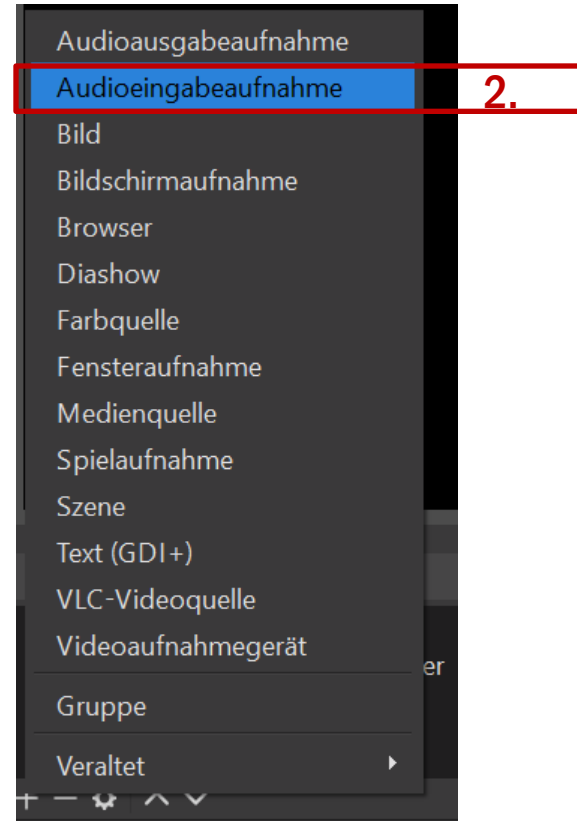 Audioausgabeaufnahme
Audioeingabeaufnahme
2.
Bild
Bildschirmaufnahme
Browser
Diashow
Farbquelle
Fensteraufnahme
Medienquelle
Spielaufnahme
Szene
Text (GDI+)
VLC-Videoquelle
Videoaufnahmegerät
er
Gruppe
Veraltet